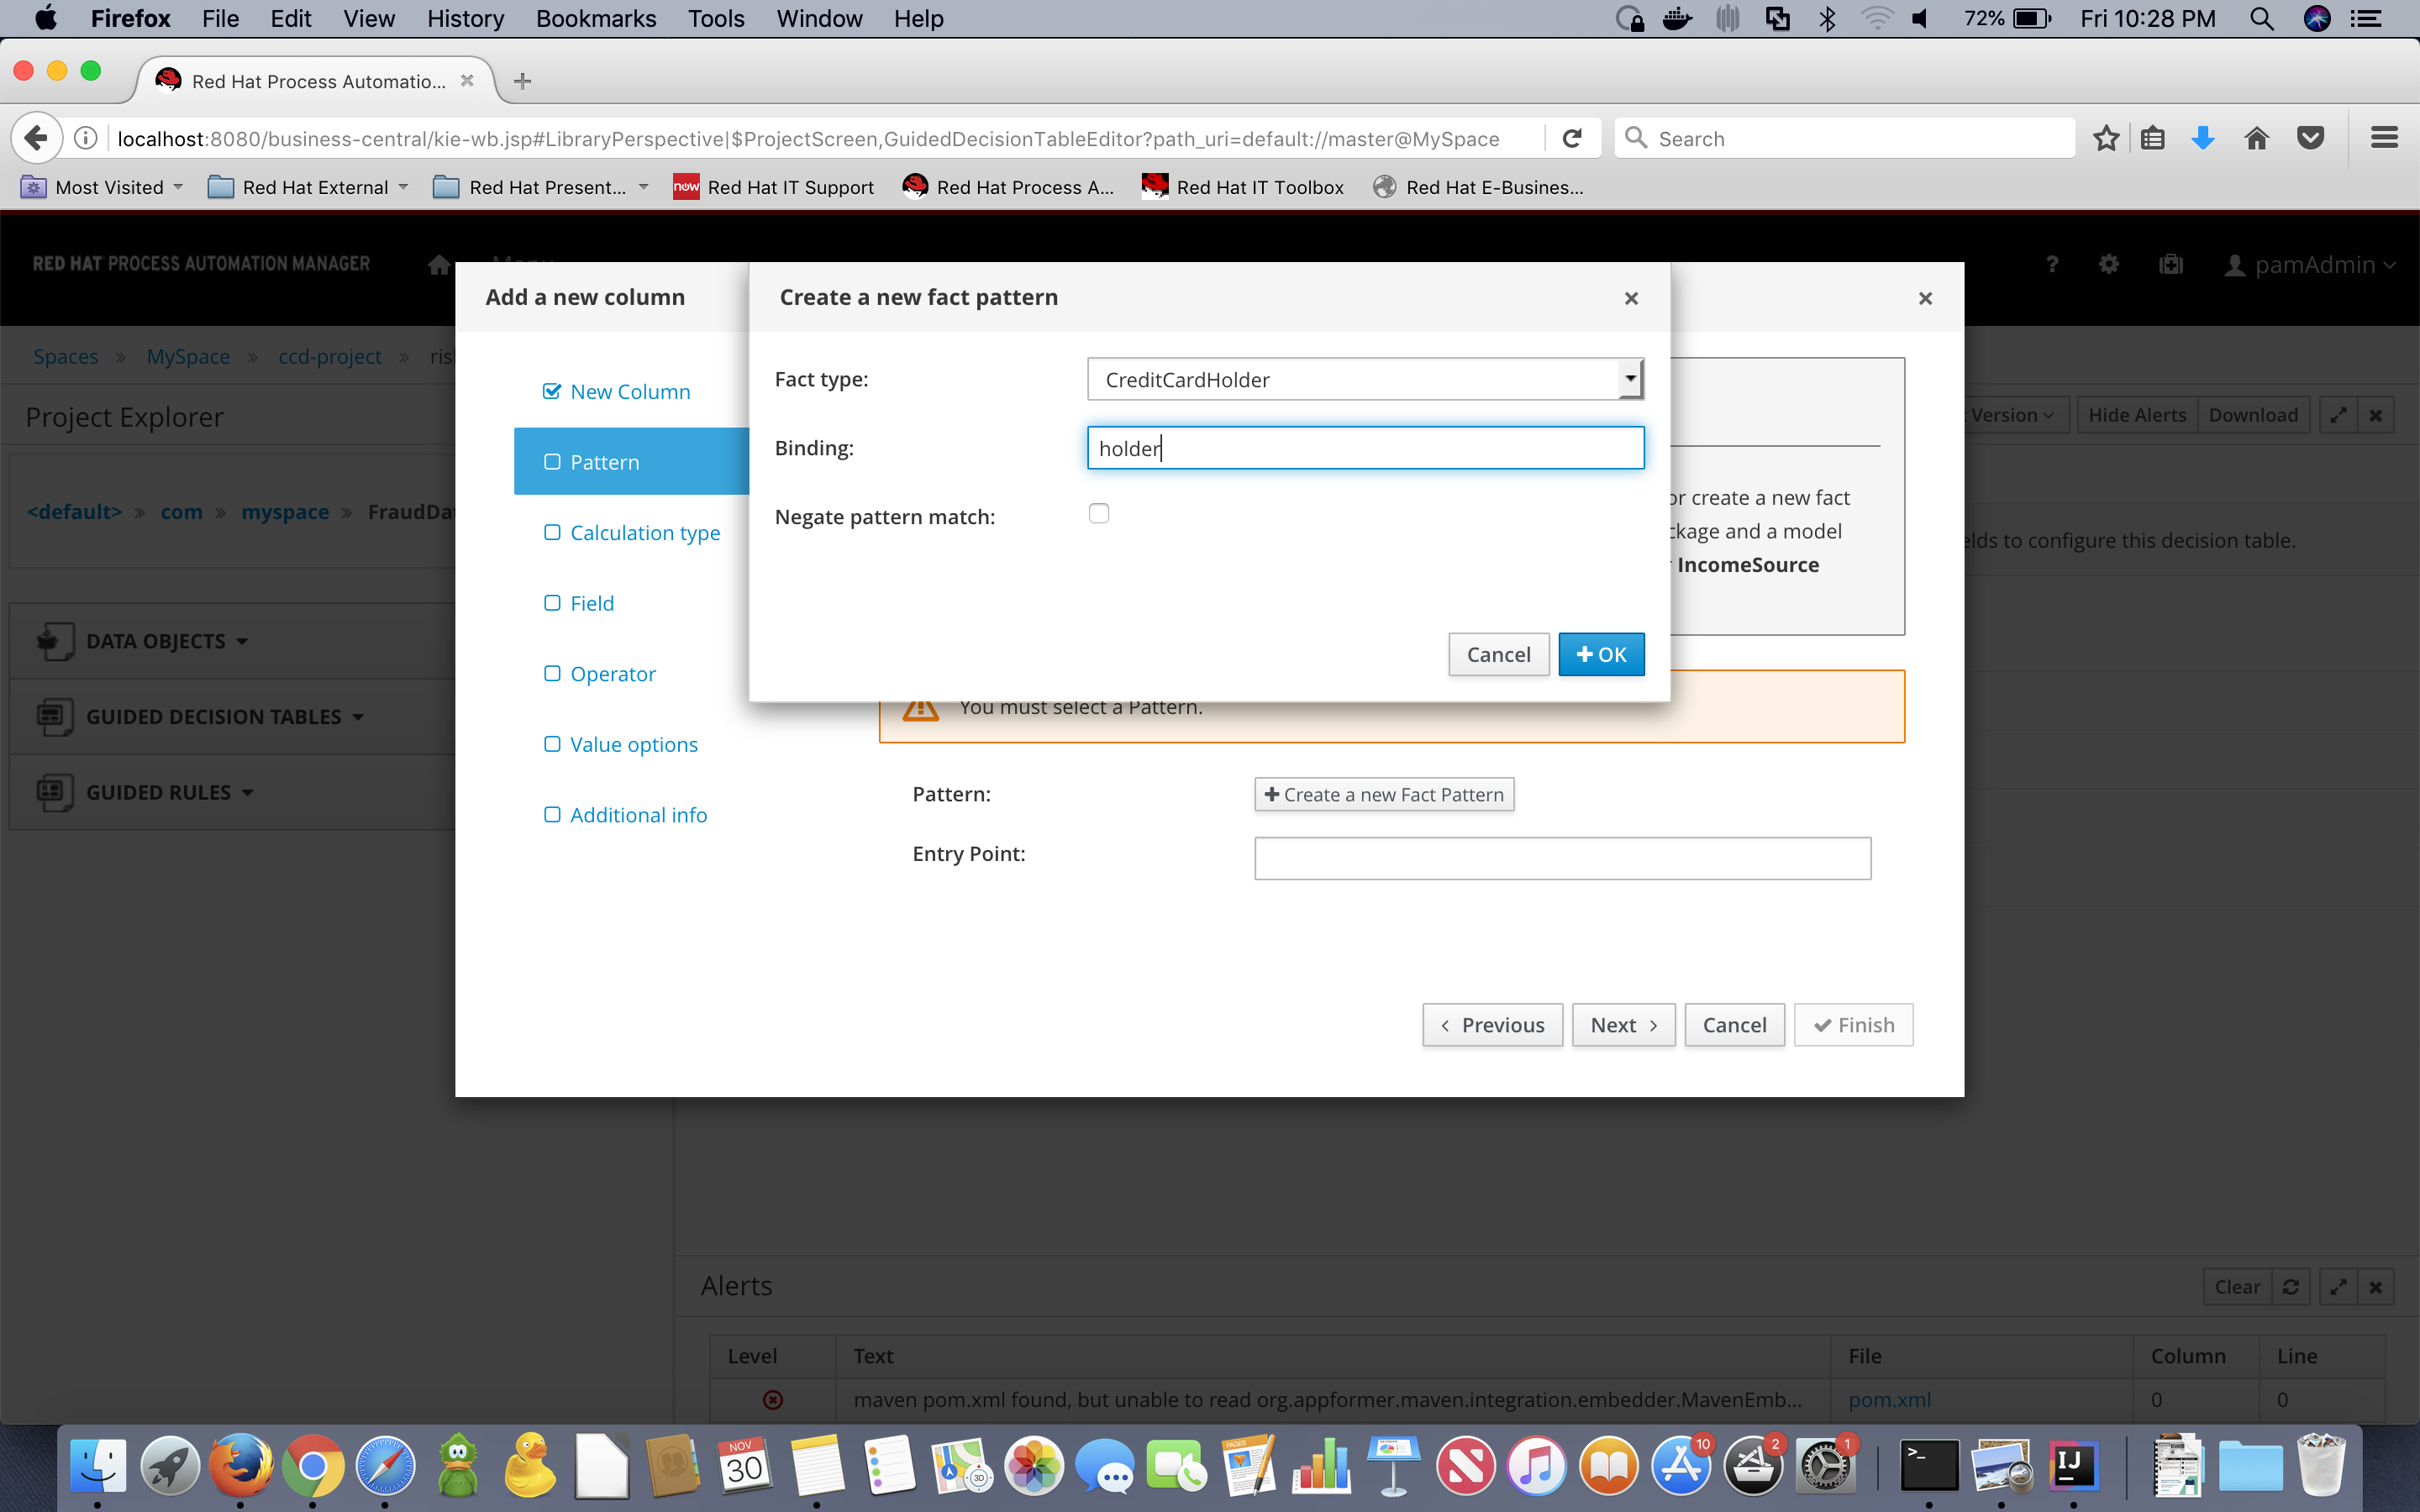 Firefox File Edit View History Bookmarks Tools Window Help 72% Fri 10:28 PM
Red Hat Process Automatio...
localhost:8080/business-central/kie-wb.jsp#LibraryPerspective|$ProjectScreen,GuidedDecisionTableEditor?path_uri=default://master@MySpace
Search
Most Visited Red Hat External Red Hat Present... Red Hat IT Support Red Hat Process A... Red Hat IT Toolbox Red Hat E-Busines...
RED HAT PROCESS AUTOMATION MANAGER
? pamAdmin
Add a new column
Create a new fact pattern
Spaces » MySpace » ccd-project » ris
Fact type: CreditCardHolder
New Column
Project Explorer
Version Hide Alerts Download
Binding: holder
Pattern
or create a new fact
<default> » com » myspace » FraudDa
Negate pattern match:
Calculation type
ckage and a model
elds to configure this decision table.
IncomeSource
Field
DATA OBJECTS
Cancel
OK
Operator
GUIDED DECISION TABLES
You must select a Pattern.
Value options
GUIDED RULES
Pattern: Create a new Fact Pattern
Additional info
Entry Point:
Previous Next Cancel Finish
Alerts
Clear
Level Text File Column Line
maven pom.xml found, but unable to read org.appformer.maven.integration.embedder.MavenEmb... pom.xml 0 0
NOV
30
3D
PAGES
10
2
1
>_
IJ